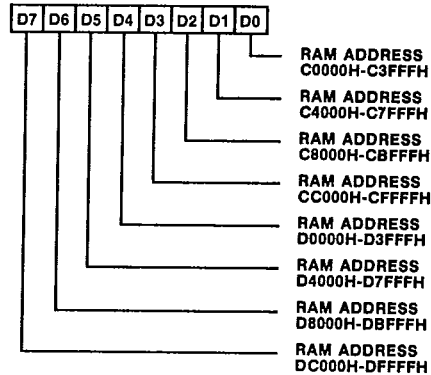 D7 D6 D5 D4 D3 D2 D1 D0
RAM ADDRESS
C0000H-C3FFFH
RAM ADDRESS
C4000H-C7FFFH
RAM ADDRESS
C8000H-CBFFFH
RAM ADDRESS
CC000H-CFFFFH
RAM ADDRESS
D0000H-D3FFFH
RAM ADDRESS
D4000H-D7FFFH
RAM ADDRESS
D8000H-DBFFFH
RAM ADDRESS
DC000H-DFFFFH